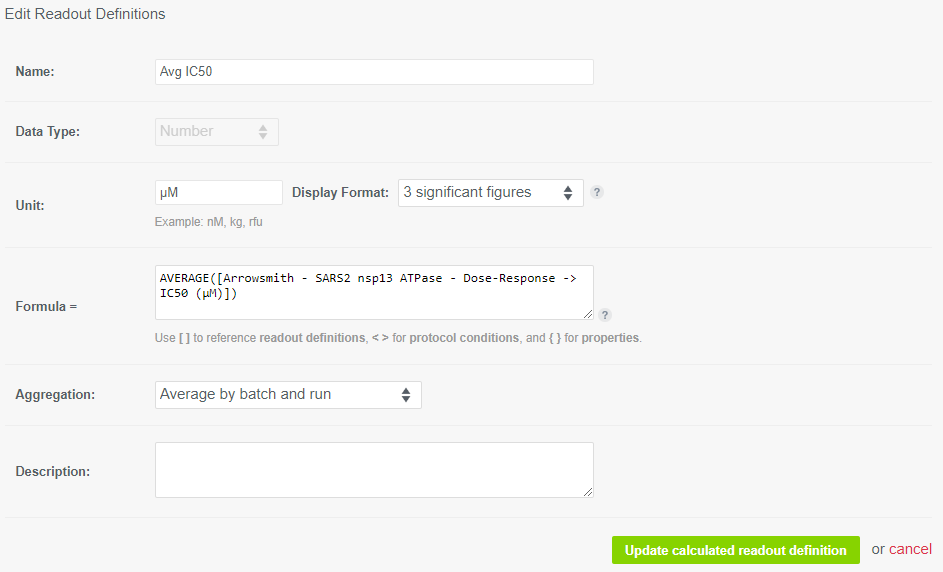 Edit Readout Definitions
Name: Avg IC50
Data Type: Number
Unit: µM Display Format: 3 significant figures ?
Example: nM, kg, rfu
Formula = AVERAGE([Arrowsmith - SARS2 nsp13 ATPase - Dose-Response ->
IC50 (µM)])
?
Use [ ] to reference readout definitions, < > for protocol conditions, and { } for properties.
Aggregation: Average by batch and run
Description:
Update calculated readout definition or cancel